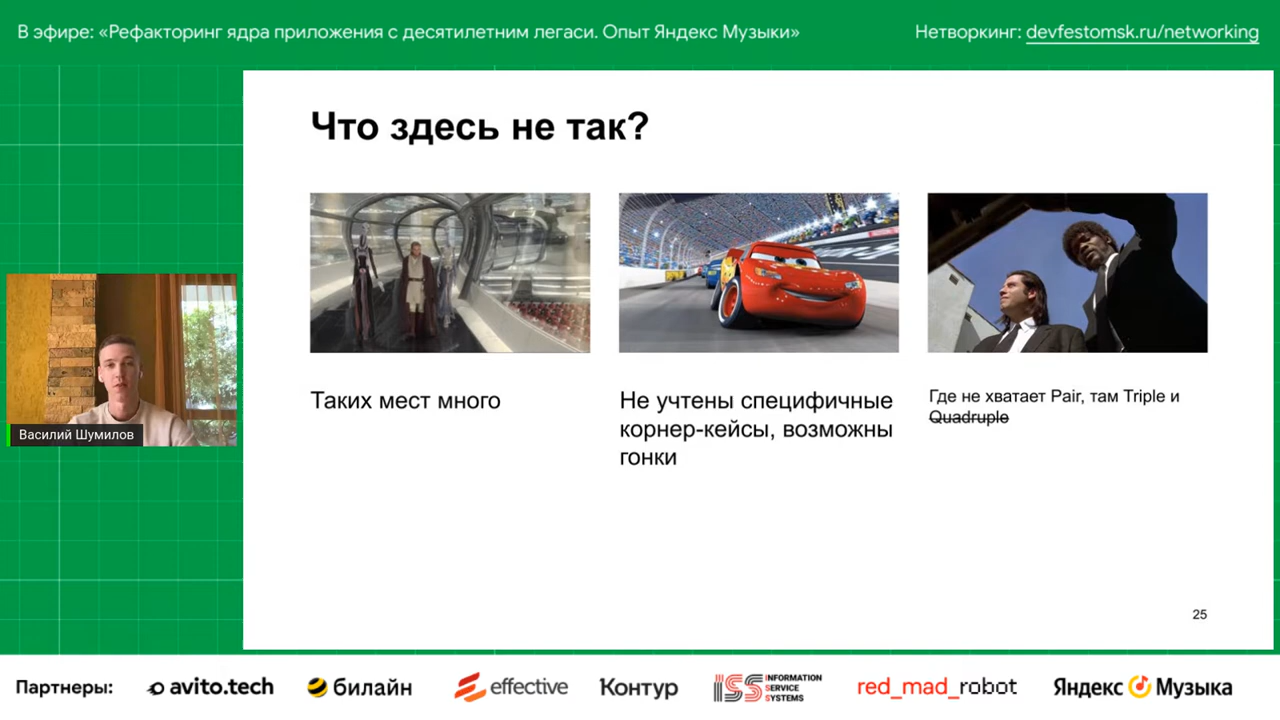 В эфире: «Рефакторинг ядра приложения с десятилетним легаси. Опыт Яндекс Музыки»
Нетворкинг: devfestomsk.ru/networking
Что здесь не так?
Таких мест много
Не учтены специфичные
корнер-кейсы, возможны
гонки
Где не хватает Pair, там Triple и
Quadruple
Василий Шумилов
25
Партнеры:
avito.tech
билайн
effective
Контур
ISS INFORMATION
SERVICE
SYSTEMS
red_mad_robot
Яндекс Музыка